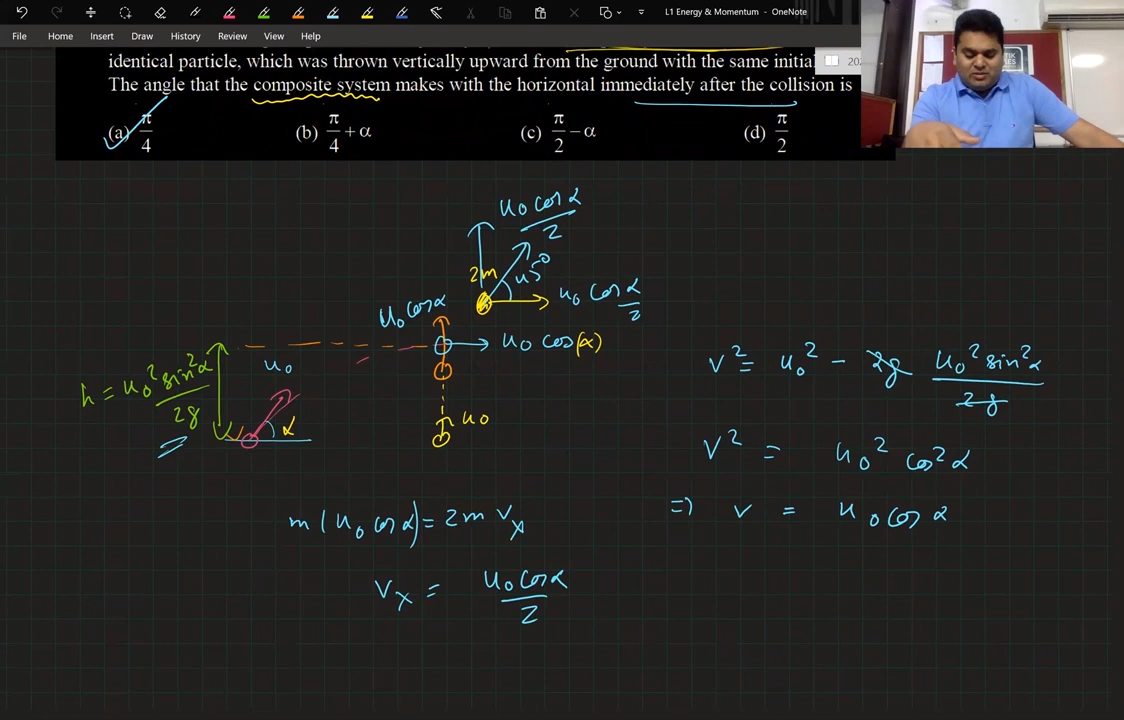 L1 Energy & Momentum - OneNote
File Home Insert Draw History Review View Help
identical particle, which was thrown vertically upward from the ground with the same initia
The angle that the composite system makes with the horizontal immediately after the collision is
(a) π/4 (b) π/4 + α (c) π/2 − α (d) π/2
u₀ cos α / 2
2m 45°
u₀ cos α / 2
u₀ cos α
u₀ cos(α)
h = u₀² sin² α / 2g
u₀
α
u₀
m(u₀ cos α) = 2m vₓ
vₓ = u₀ cos α / 2
v² = u₀² − 2g u₀² sin² α / 2g
v² = u₀² cos² α
⇒ v = u₀ cos α